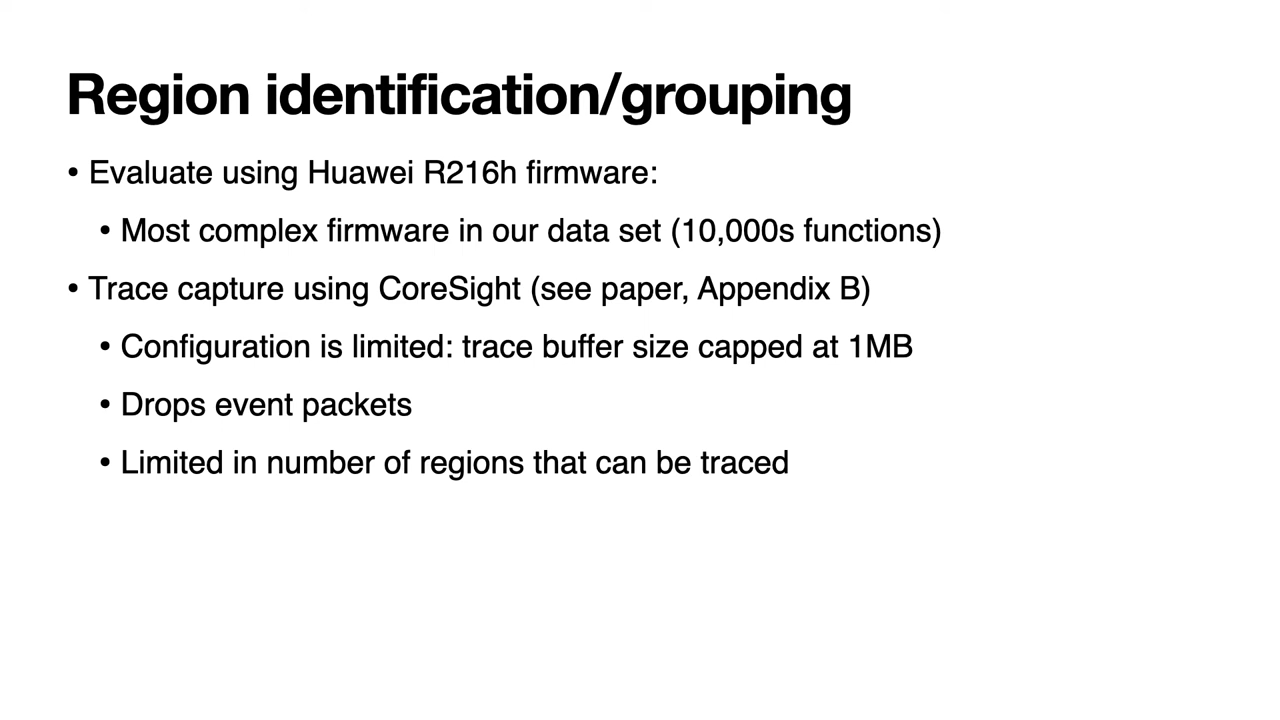 Region identification/grouping
• Evaluate using Huawei R216h firmware:
• Most complex firmware in our data set (10,000s functions)
• Trace capture using CoreSight (see paper, Appendix B)
• Configuration is limited: trace buffer size capped at 1MB
• Drops event packets
• Limited in number of regions that can be traced